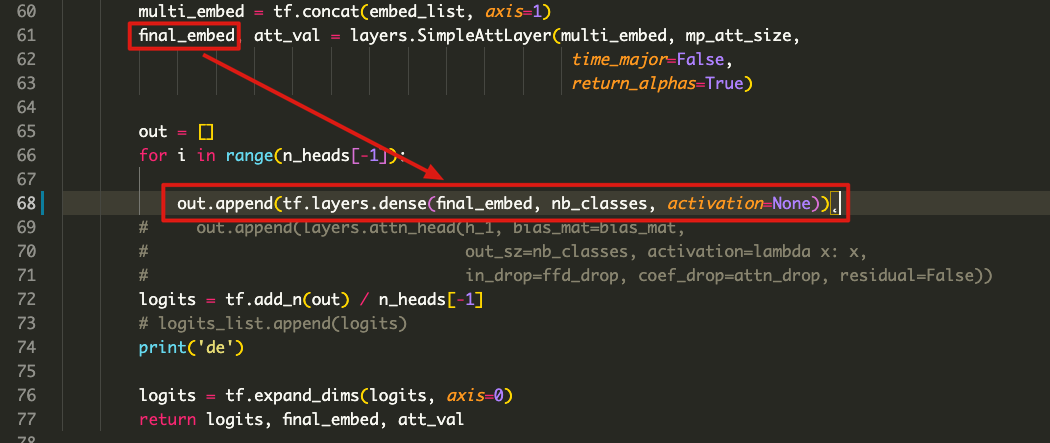 60 multi_embed = tf.concat(embed_list, axis=1)
61 final_embed, att_val = layers.SimpleAttLayer(multi_embed, mp_att_size,
62 time_major=False,
63 return_alphas=True)
64
65 out = []
66 for i in range(n_heads[-1]):
67
68 out.append(tf.layers.dense(final_embed, nb_classes, activation=None))
69 #     out.append(layers.attn_head(h_1, bias_mat=bias_mat,
70 #                                 out_sz=nb_classes, activation=lambda x: x,
71 #                                 in_drop=ffd_drop, coef_drop=attn_drop, residual=False))
72 logits = tf.add_n(out) / n_heads[-1]
73 # logits_list.append(logits)
74 print('de')
75
76 logits = tf.expand_dims(logits, axis=0)
77 return logits, final_embed, att_val
78